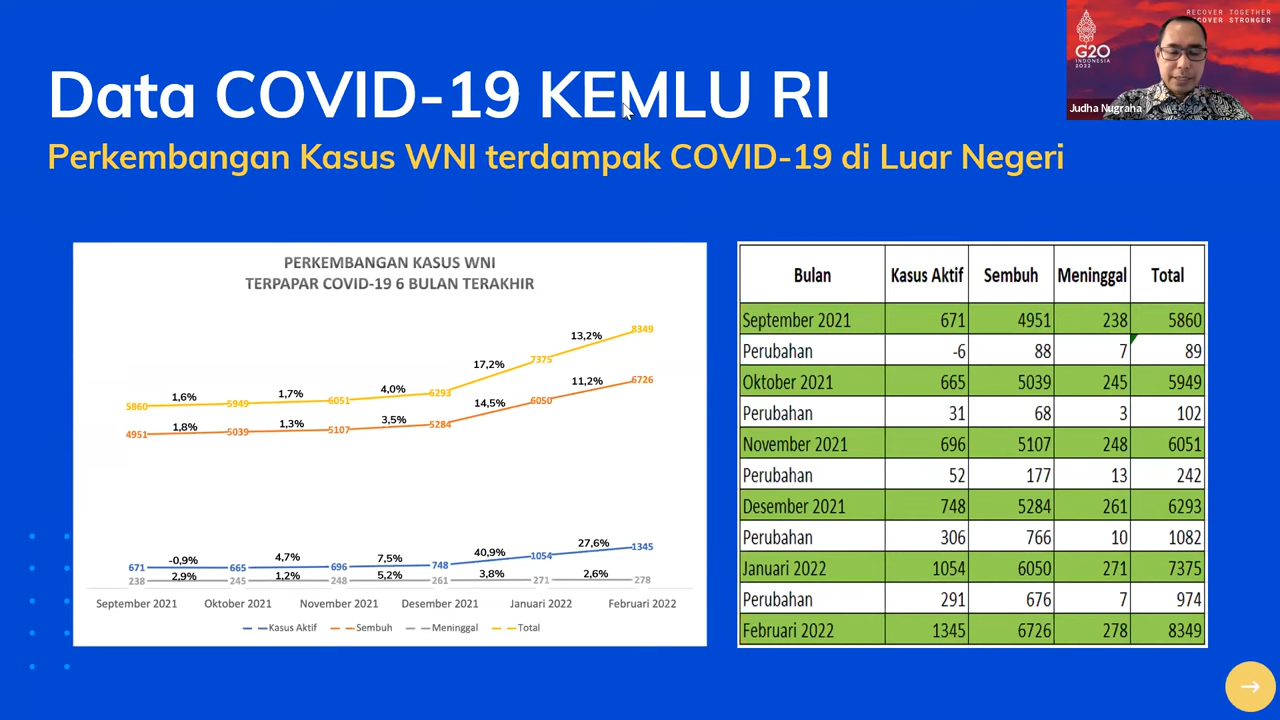 RECOVER TOGETHER
RECOVER STRONGER
G20
INDONESIA
2022
Judha Nugraha
Data COVID-19 KEMLU RI
Perkembangan Kasus WNI terdampak COVID-19 di Luar Negeri
PERKEMBANGAN KASUS WNI
TERPAPAR COVID-19 6 BULAN TERAKHIR
13,2% 8349
17,2% 7375
1,6% 1,7% 4,0% 6293
5860 5949 6051
11,2% 6726
14,5% 6050
1,8% 1,3% 3,5% 5284
4951 5039 5107
27,6% 1345
40,9% 1054
-0,9% 4,7% 7,5% 748
671 665 696
2,9% 1,2% 5,2% 3,8% 2,6%
238 245 248 261 271 278
September 2021 Oktober 2021 November 2021 Desember 2021 Januari 2022 Februari 2022
Kasus Aktif Sembuh Meninggal Total
Bulan Kasus Aktif Sembuh Meninggal Total
September 2021 671 4951 238 5860
Perubahan -6 88 7 89
Oktober 2021 665 5039 245 5949
Perubahan 31 68 3 102
November 2021 696 5107 248 6051
Perubahan 52 177 13 242
Desember 2021 748 5284 261 6293
Perubahan 306 766 10 1082
Januari 2022 1054 6050 271 7375
Perubahan 291 676 7 974
Februari 2022 1345 6726 278 8349